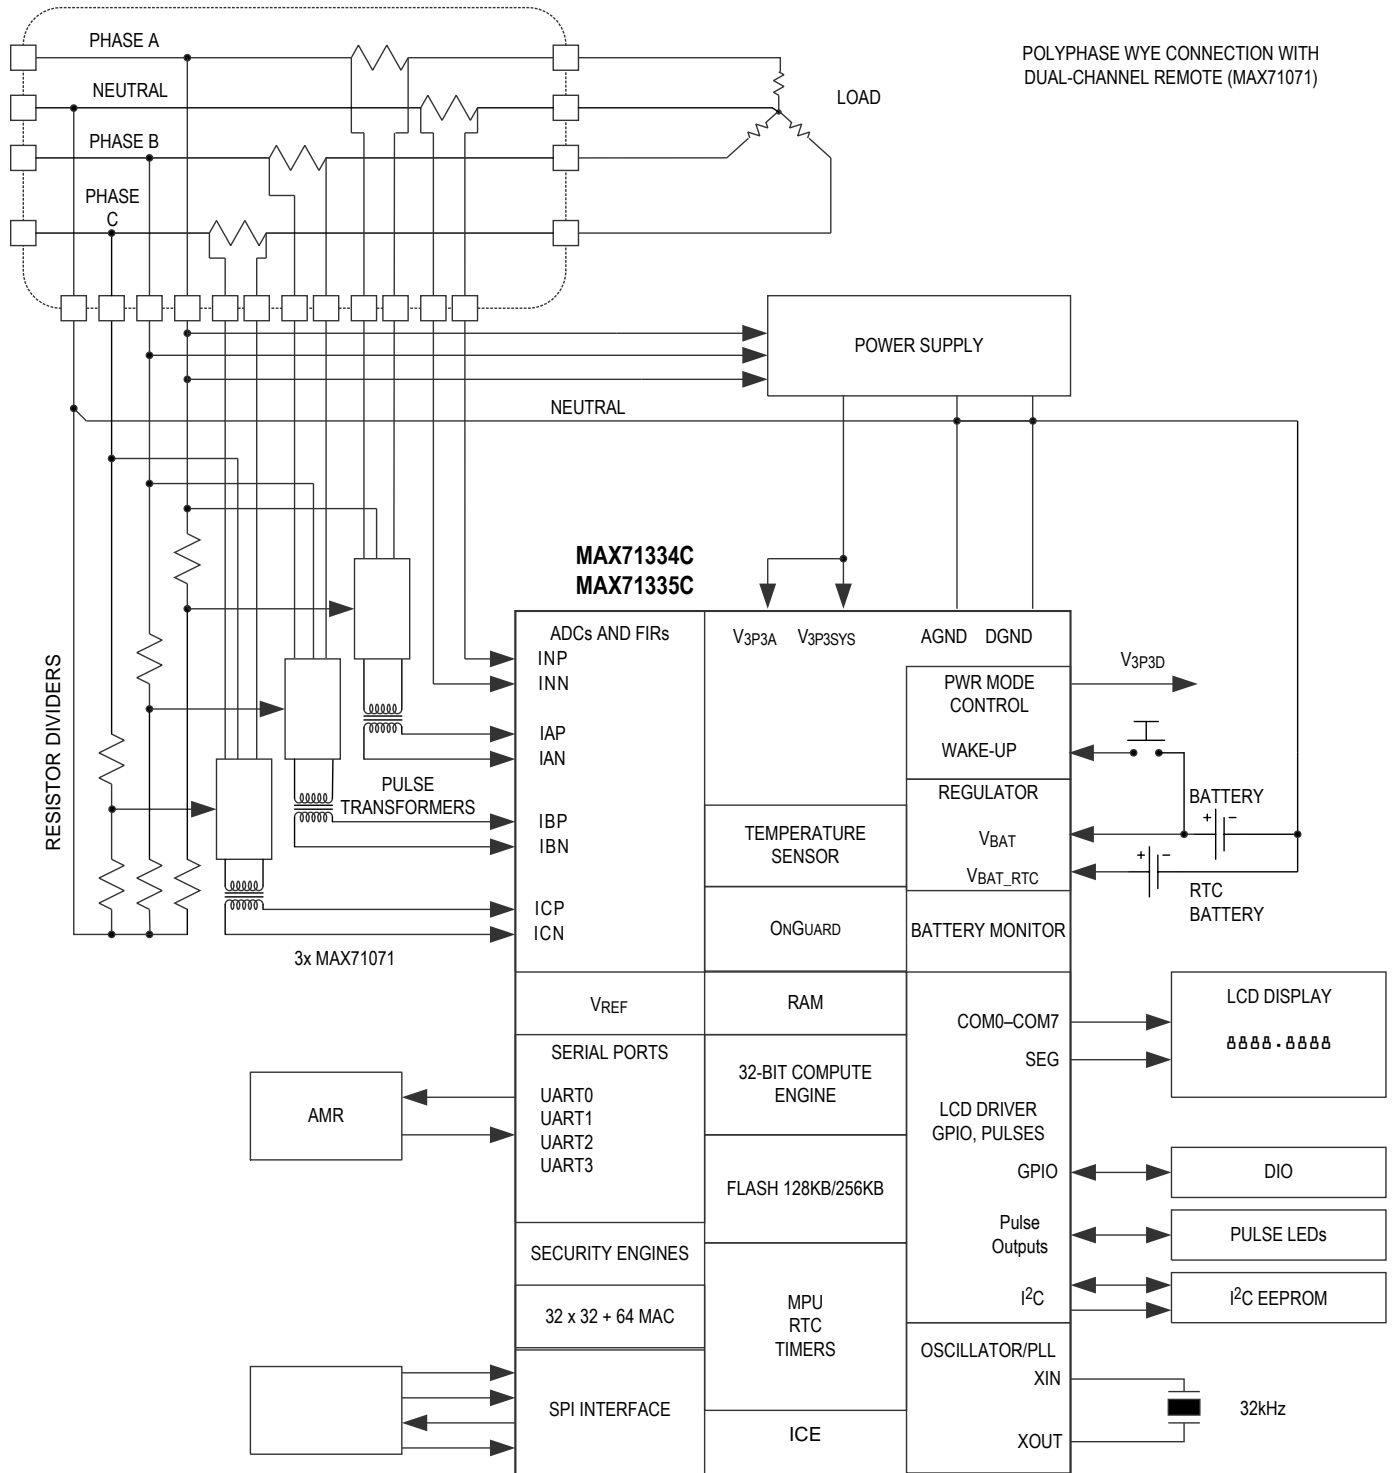 PHASE A
NEUTRAL
PHASE B
PHASE
C
LOAD
POLYPHASE WYE CONNECTION WITH
DUAL-CHANNEL REMOTE (MAX71071)
POWER SUPPLY
NEUTRAL
MAX71334C
MAX71335C
RESISTOR DIVIDERS
PULSE
TRANSFORMERS
3x MAX71071
ADCs AND FIRs
INP
INN
IAP
IAN
IBP
IBN
ICP
ICN
V3P3A
V3P3SYS
AGND
DGND
PWR MODE
CONTROL
WAKE-UP
V3P3D
REGULATOR
VBAT
VBAT_RTC
BATTERY
+ −
+ −
RTC
BATTERY
TEMPERATURE
SENSOR
ONGUARD
BATTERY MONITOR
VREF
RAM
SERIAL PORTS
UART0
UART1
UART2
UART3
AMR
32-BIT COMPUTE
ENGINE
FLASH 128KB/256KB
COM0–COM7
SEG
LCD DRIVER
GPIO, PULSES
GPIO
Pulse
Outputs
I2C
LCD DISPLAY
8888.8888
DIO
PULSE LEDs
I2C EEPROM
SECURITY ENGINES
32 x 32 + 64 MAC
SPI INTERFACE
MPU
RTC
TIMERS
ICE
OSCILLATOR/PLL
XIN
XOUT
32kHz